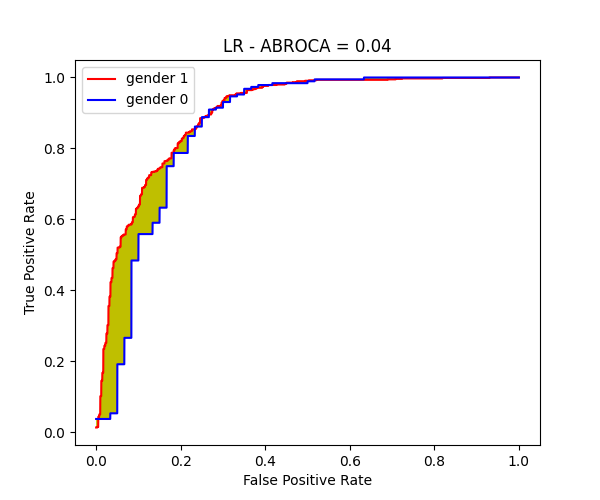 LR - ABROCA = 0.04
gender 1
gender 0
1.0
0.8
0.6
0.4
0.2
0.0
True Positive Rate
0.0 0.2 0.4 0.6 0.8 1.0
False Positive Rate